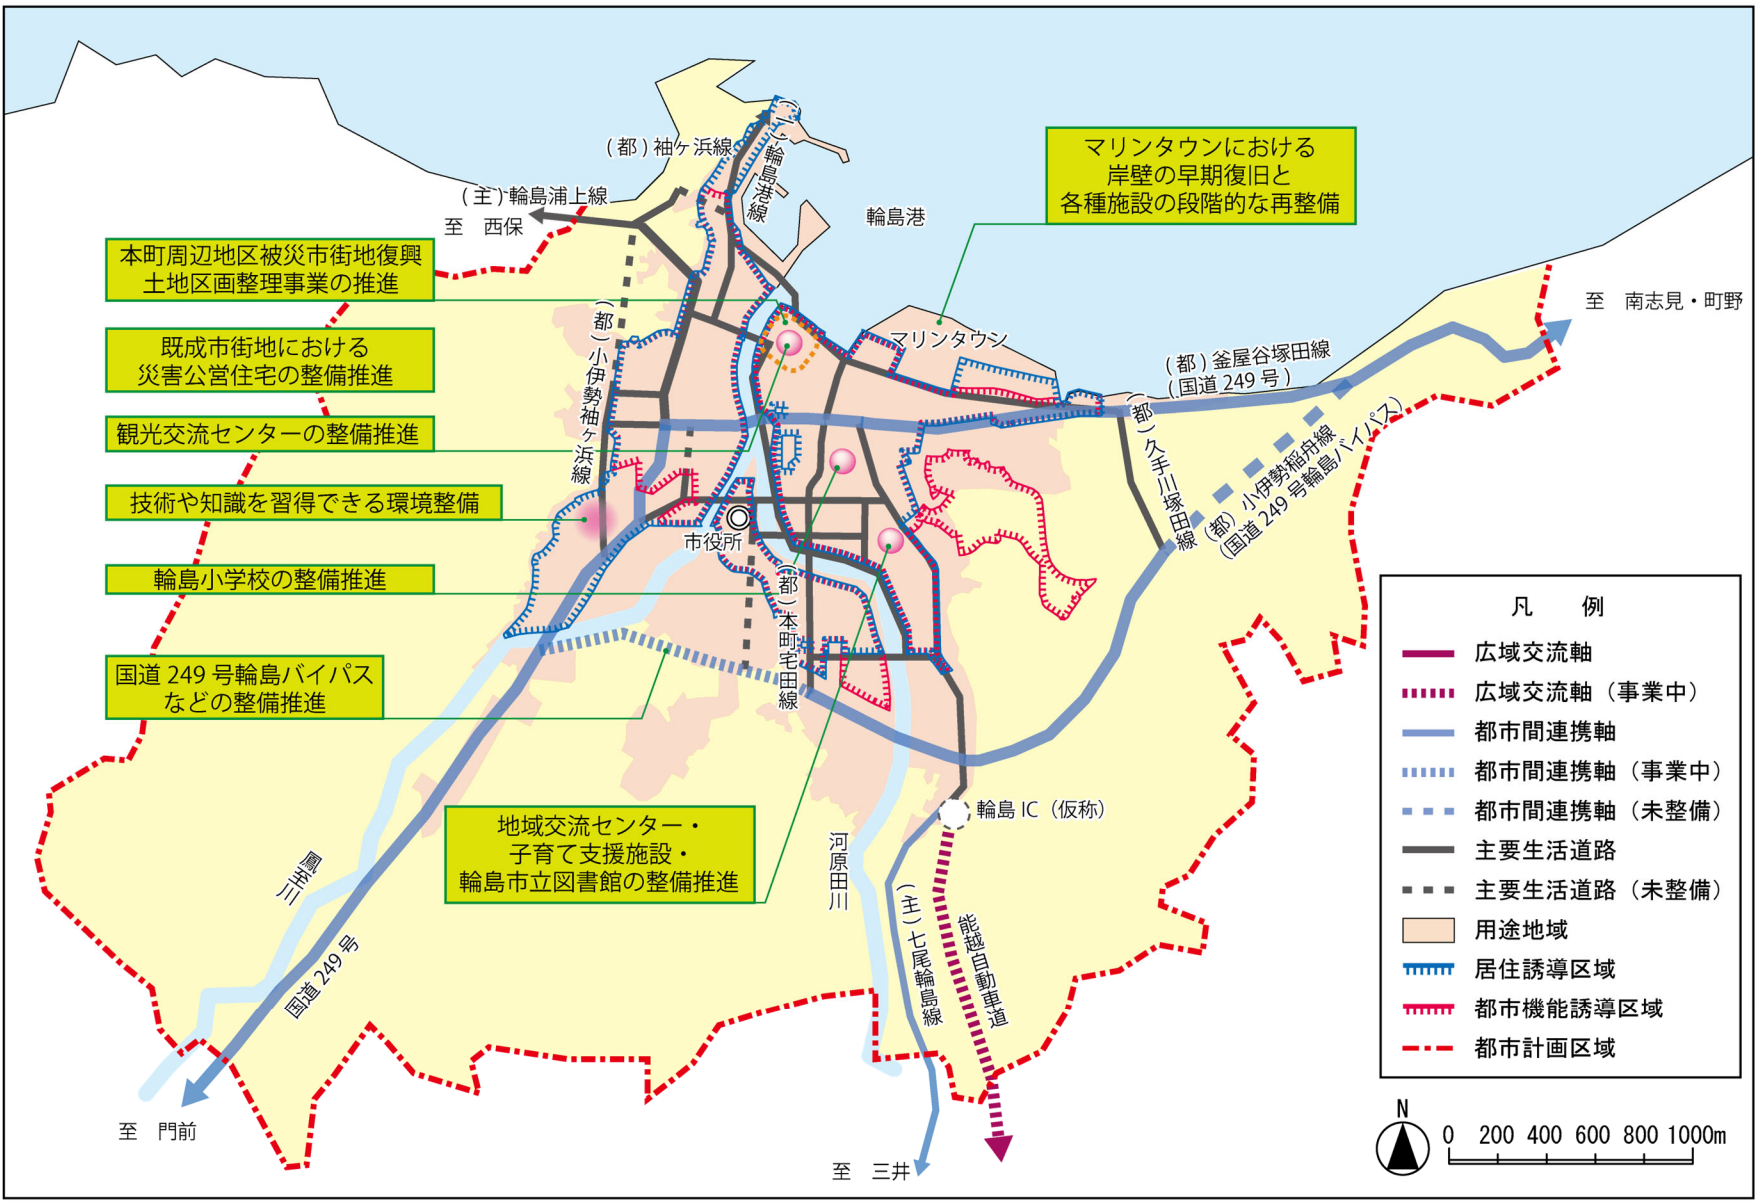 (都)袖ヶ浜線
(一)輪島港線
(主)輪島浦上線
至 西保
輪島港
マリンタウンにおける
岸壁の早期復旧と
各種施設の段階的な再整備
本町周辺地区被災市街地復興
土地区画整理事業の推進
既成市街地における
災害公営住宅の整備推進
観光交流センターの整備推進
技術や知識を習得できる環境整備
輪島小学校の整備推進
国道249号輪島バイパス
などの整備推進
地域交流センター・
子育て支援施設・
輪島市立図書館の整備推進
(都)小伊勢袖ヶ浜線
マリンタウン
至 南志見・町野
(都)釜屋谷塚田線
(国道249号)
(都)久手川塚田線
(都)小伊勢稲舟線
(国道249号輪島バイパス)
市役所
(都)本町宅田線
輪島IC(仮称)
河原田川
鳳至川
国道249号
(主)七尾輪島線
能越自動車道
至 門前
至 三井
凡 例
広域交流軸
広域交流軸(事業中)
都市間連携軸
都市間連携軸(事業中)
都市間連携軸(未整備)
主要生活道路
主要生活道路(未整備)
用途地域
居住誘導区域
都市機能誘導区域
都市計画区域
N
0 200 400 600 800 1000m